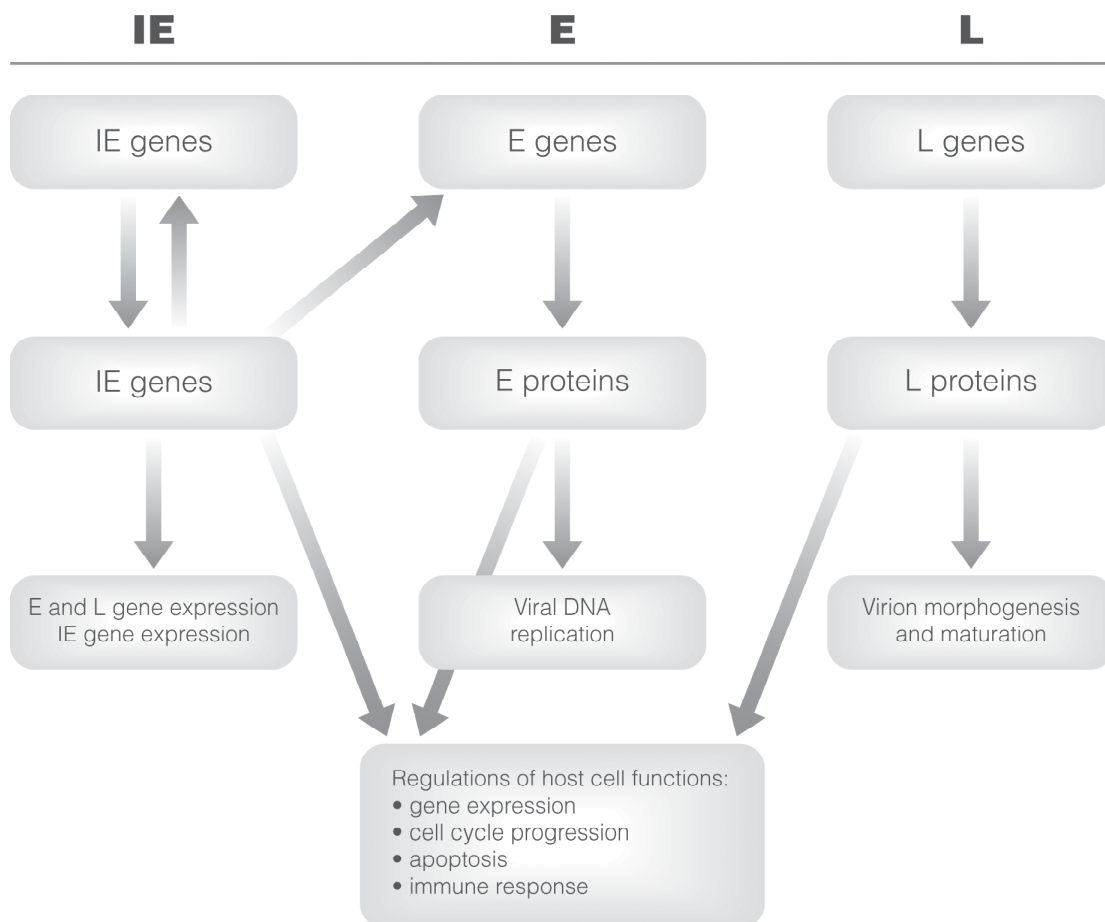 IE
E
L
IE genes
E genes
L genes
IE genes
E proteins
L proteins
E and L gene expression
IE gene expression
Viral DNA
replication
Virion morphogenesis
and maturation
Regulations of host cell functions:
• gene expression
• cell cycle progression
• apoptosis
• immune response